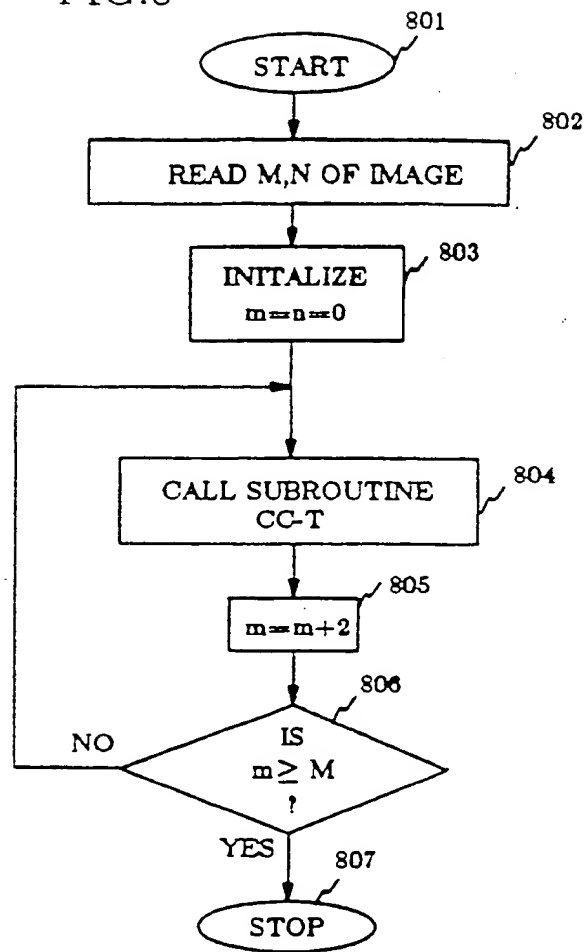 801
START
802
READ M,N OF IMAGE
803
INITALIZE
m=n=0
CALL SUBROUTINE
CC-T
804
805
m=m+2
806
IS
m≥ M
?
NO
YES
807
STOP